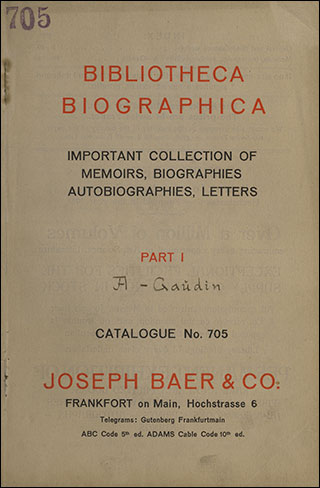 705
BIBLIOTHECA
BIOGRAPHICA
IMPORTANT COLLECTION OF
MEMOIRS, BIOGRAPHIES
AUTOBIOGRAPHIES, LETTERS
PART I
A - Gaudin
CATALOGUE No. 705
JOSEPH BAER & CO.
FRANKFORT on Main, Hochstrasse 6
Telegrams: Gutenberg Frankfurtmain
ABC Code 5th ed. ADAMS Cable Code 10th ed.